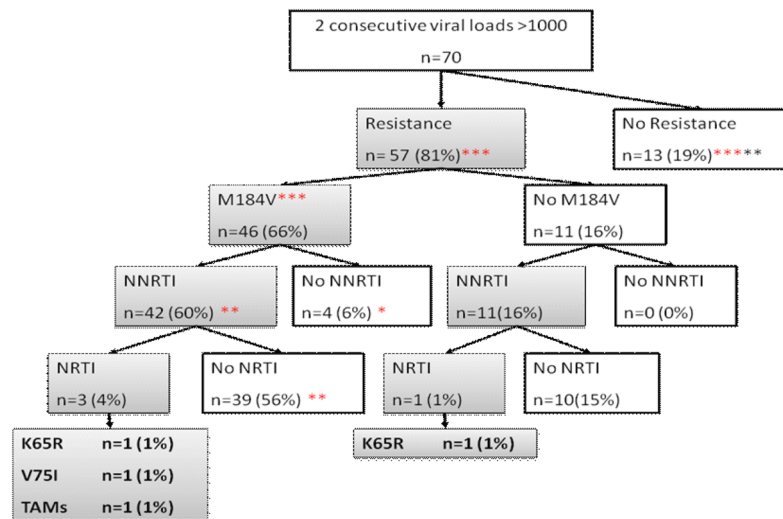 2 consecutive viral loads >1000
n=70
Resistance
n= 57 (81%)***
No Resistance
n=13 (19%)*****
M184V***
n=46 (66%)
No M184V
n=11 (16%)
NNRTI
n=42 (60%) **
No NNRTI
n=4 (6%) *
NNRTI
n=11(16%)
No NNRTI
n=0 (0%)
NRTI
n=3 (4%)
No NRTI
n=39 (56%) **
NRTI
n=1 (1%)
No NRTI
n=10(15%)
K65R n=1 (1%)
V75I n=1 (1%)
TAMs n=1 (1%)
K65R n=1 (1%)